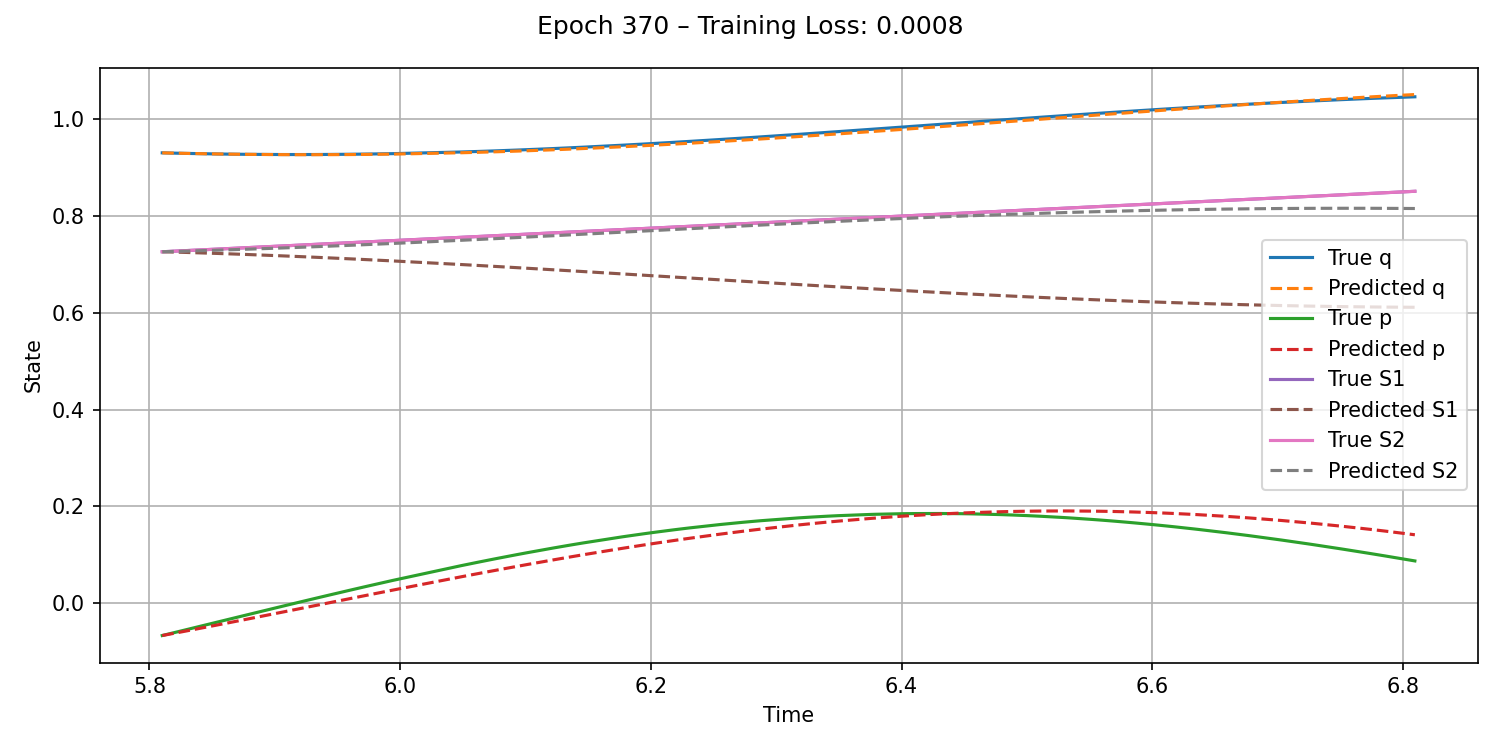 Epoch 370 – Training Loss: 0.0008
1.0
0.8
0.6
0.4
0.2
0.0
State
5.8 6.0 6.2 6.4 6.6 6.8
Time
True q
Predicted q
True p
Predicted p
True S1
Predicted S1
True S2
Predicted S2